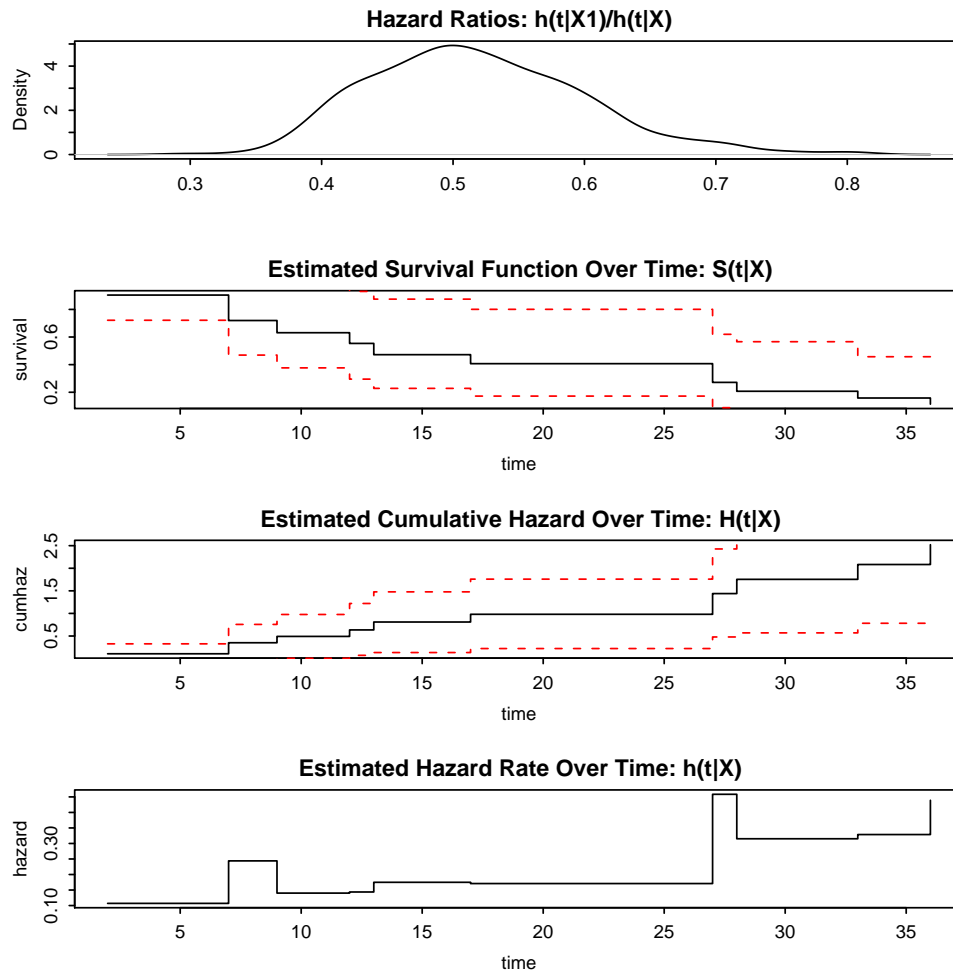 Hazard Ratios: h(t|X1)/h(t|X)
Density
0 2 4
0.3 0.4 0.5 0.6 0.7 0.8
Estimated Survival Function Over Time: S(t|X)
survival
0.2 0.6
5 10 15 20 25 30 35
time
Estimated Cumulative Hazard Over Time: H(t|X)
cumhaz
0.5 1.5 2.5
5 10 15 20 25 30 35
time
Estimated Hazard Rate Over Time: h(t|X)
hazard
0.10 0.30
5 10 15 20 25 30 35
time